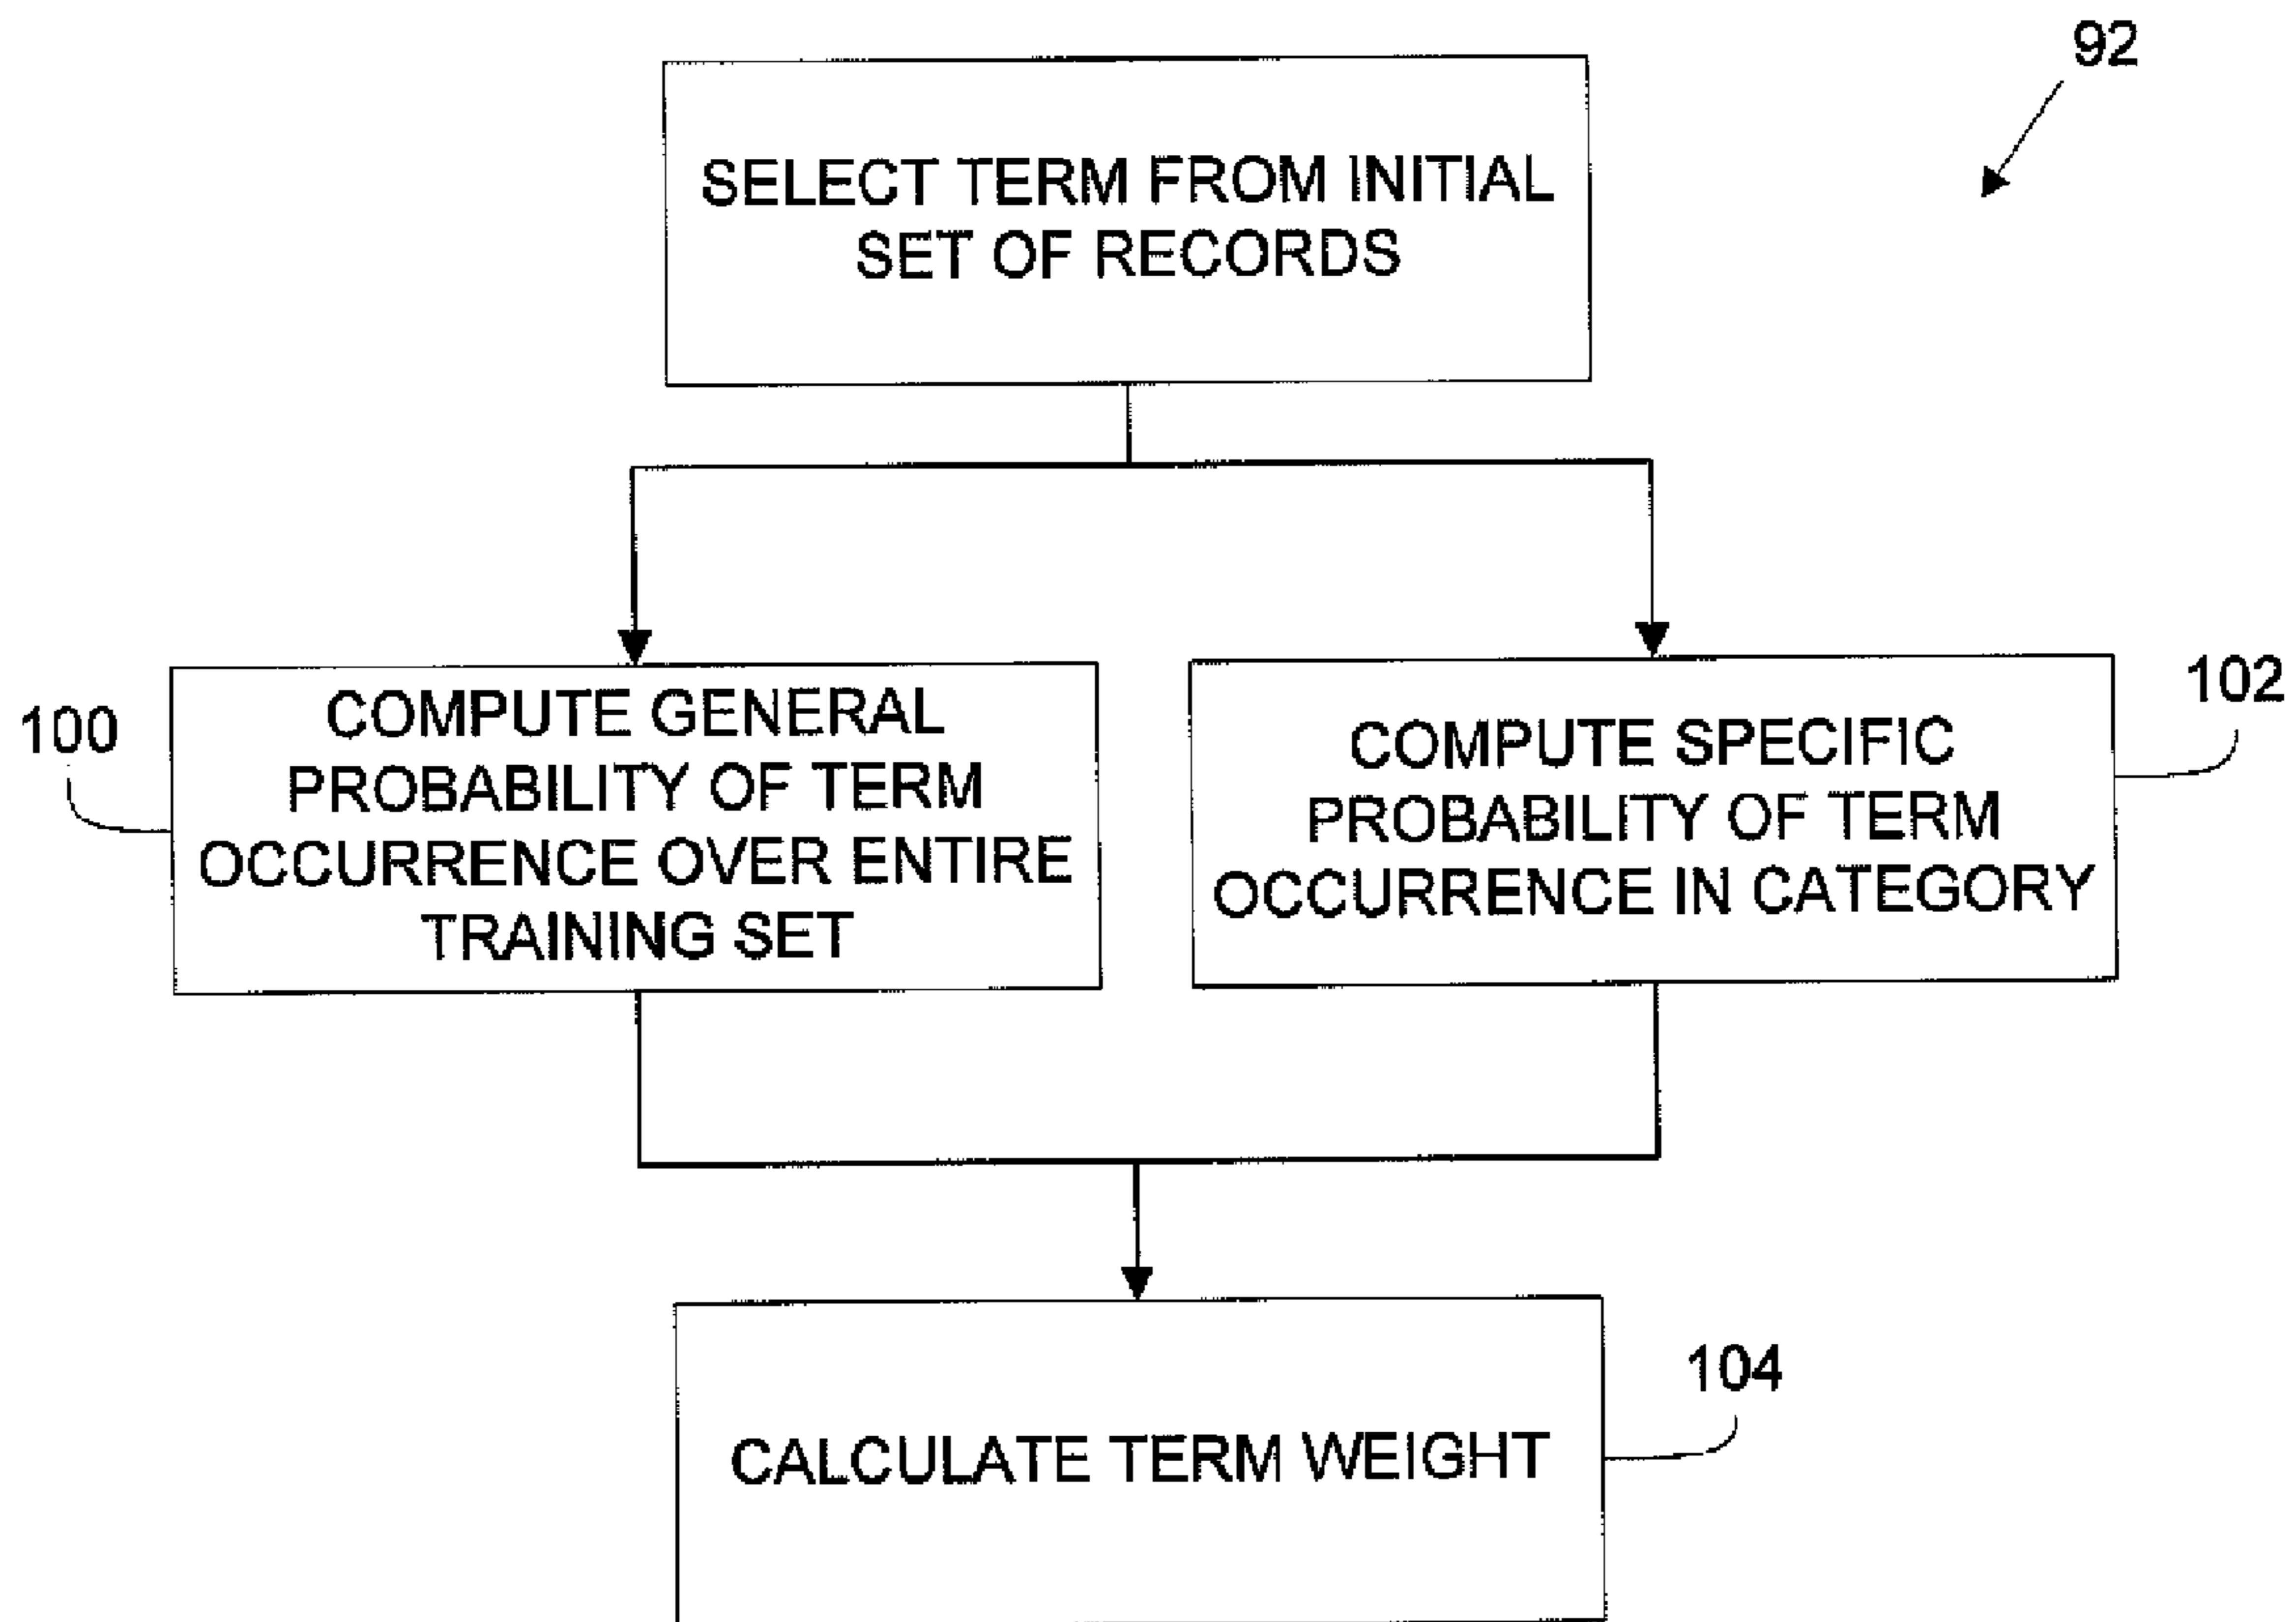 92
SELECT TERM FROM INITIAL
SET OF RECORDS
100
COMPUTE GENERAL
PROBABILITY OF TERM
OCCURRENCE OVER ENTIRE
TRAINING SET
COMPUTE SPECIFIC
PROBABILITY OF TERM
OCCURRENCE IN CATEGORY
102
CALCULATE TERM WEIGHT
104